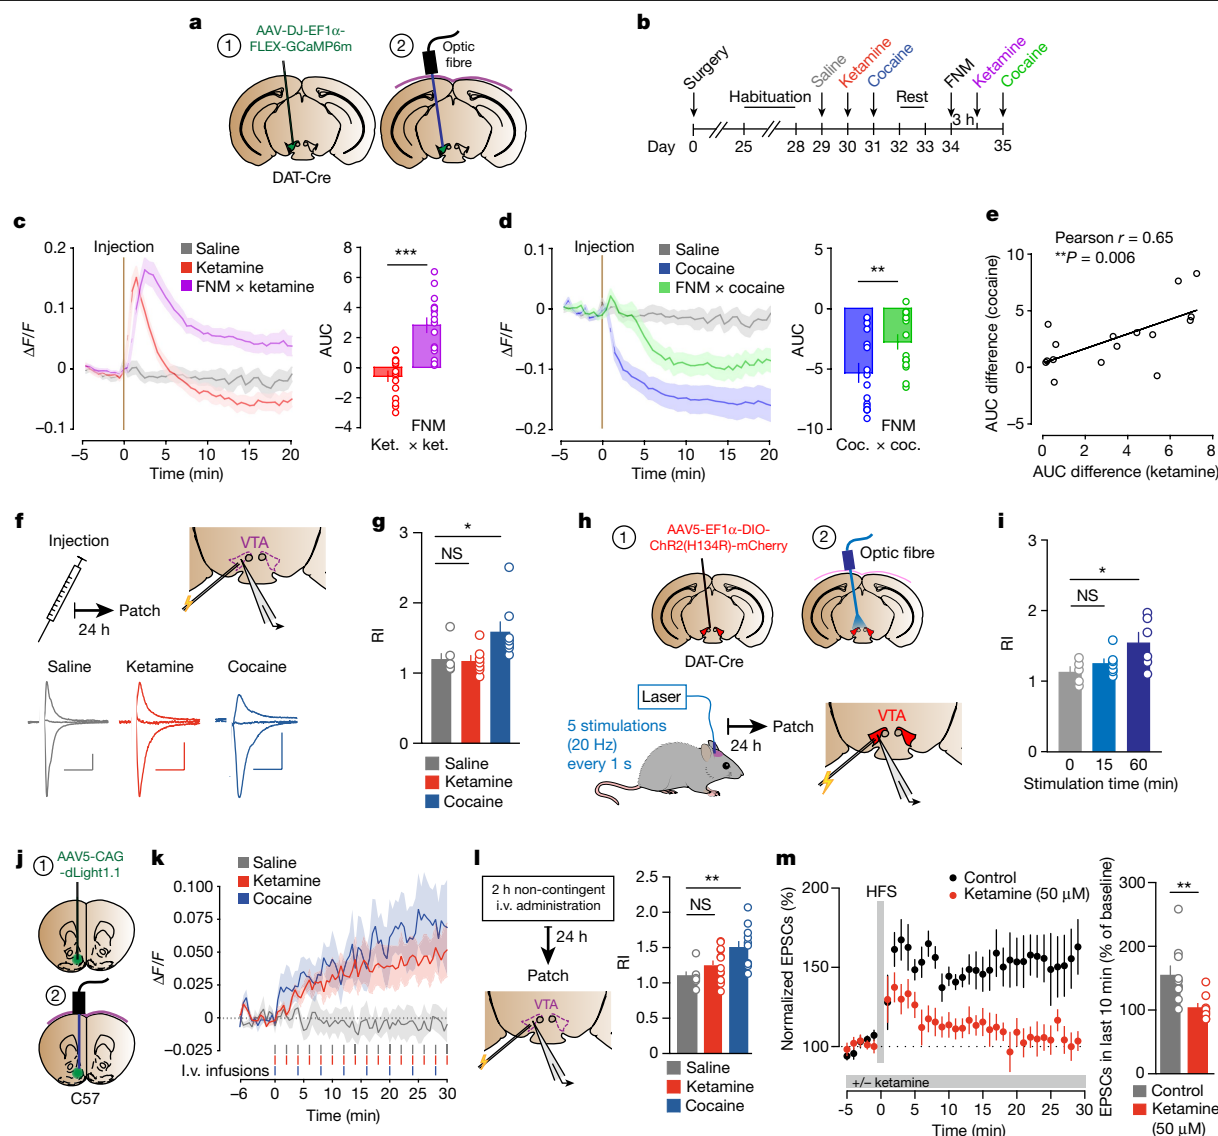 a
1
AAV-DJ-EF1α-
FLEX-GCaMP6m
2
Optic
fibre
DAT-Cre
b
Surgery
Saline
Ketamine
Cocaine
FNM
Ketamine
Cocaine
Habituation
Rest
3 h
Day 0 25 28 29 30 31 32 33 34 35
c
Injection
Saline
Ketamine
FNM × ketamine
ΔF/F
0.2
0.1
0
–0.1
–5 0 5 10 15 20
Time (min)
AUC
8
6
4
2
0
–2
–4
***
FNM
Ket. × ket.
d
Injection
Saline
Cocaine
FNM × cocaine
ΔF/F
0.1
0
–0.1
–0.2
–5 0 5 10 15 20
Time (min)
AUC
5
0
–5
–10
**
FNM
Coc. × coc.
e
Pearson r = 0.65
**P = 0.006
AUC difference (cocaine)
10
5
0
–5
0 2 4 6 8
AUC difference (ketamine)
f
Injection
Patch
24 h
VTA
Saline Ketamine Cocaine
g
RI
3
2
1
0
*
NS
Saline
Ketamine
Cocaine
h
1
AAV5-EF1α-DIO-
ChR2(H134R)-mCherry
2
Optic fibre
DAT-Cre
Laser
5 stimulations
(20 Hz)
every 1 s
Patch
24 h
VTA
i
RI
3
2
1
0
*
NS
0 15 60
Stimulation time (min)
j
1
AAV5-CAG
-dLight1.1
2
C57
k
Saline
Ketamine
Cocaine
ΔF/F
0.100
0.075
0.050
0.025
0
–0.025
I.v. infusions
–6 0 5 10 15 20 25 30
Time (min)
l
2 h non-contingent
i.v. administration
24 h
Patch
VTA
RI
2.5
2.0
1.5
1.0
0.5
0
**
NS
Saline
Ketamine
Cocaine
m
HFS
Control
Ketamine (50 μM)
Normalized EPSCs (%)
200
150
100
+/– ketamine
–5 0 5 10 15 20 25 30
Time (min)
EPSCs in last 10 min (% of baseline)
300
200
100
0
**
Control
Ketamine
(50 μM)